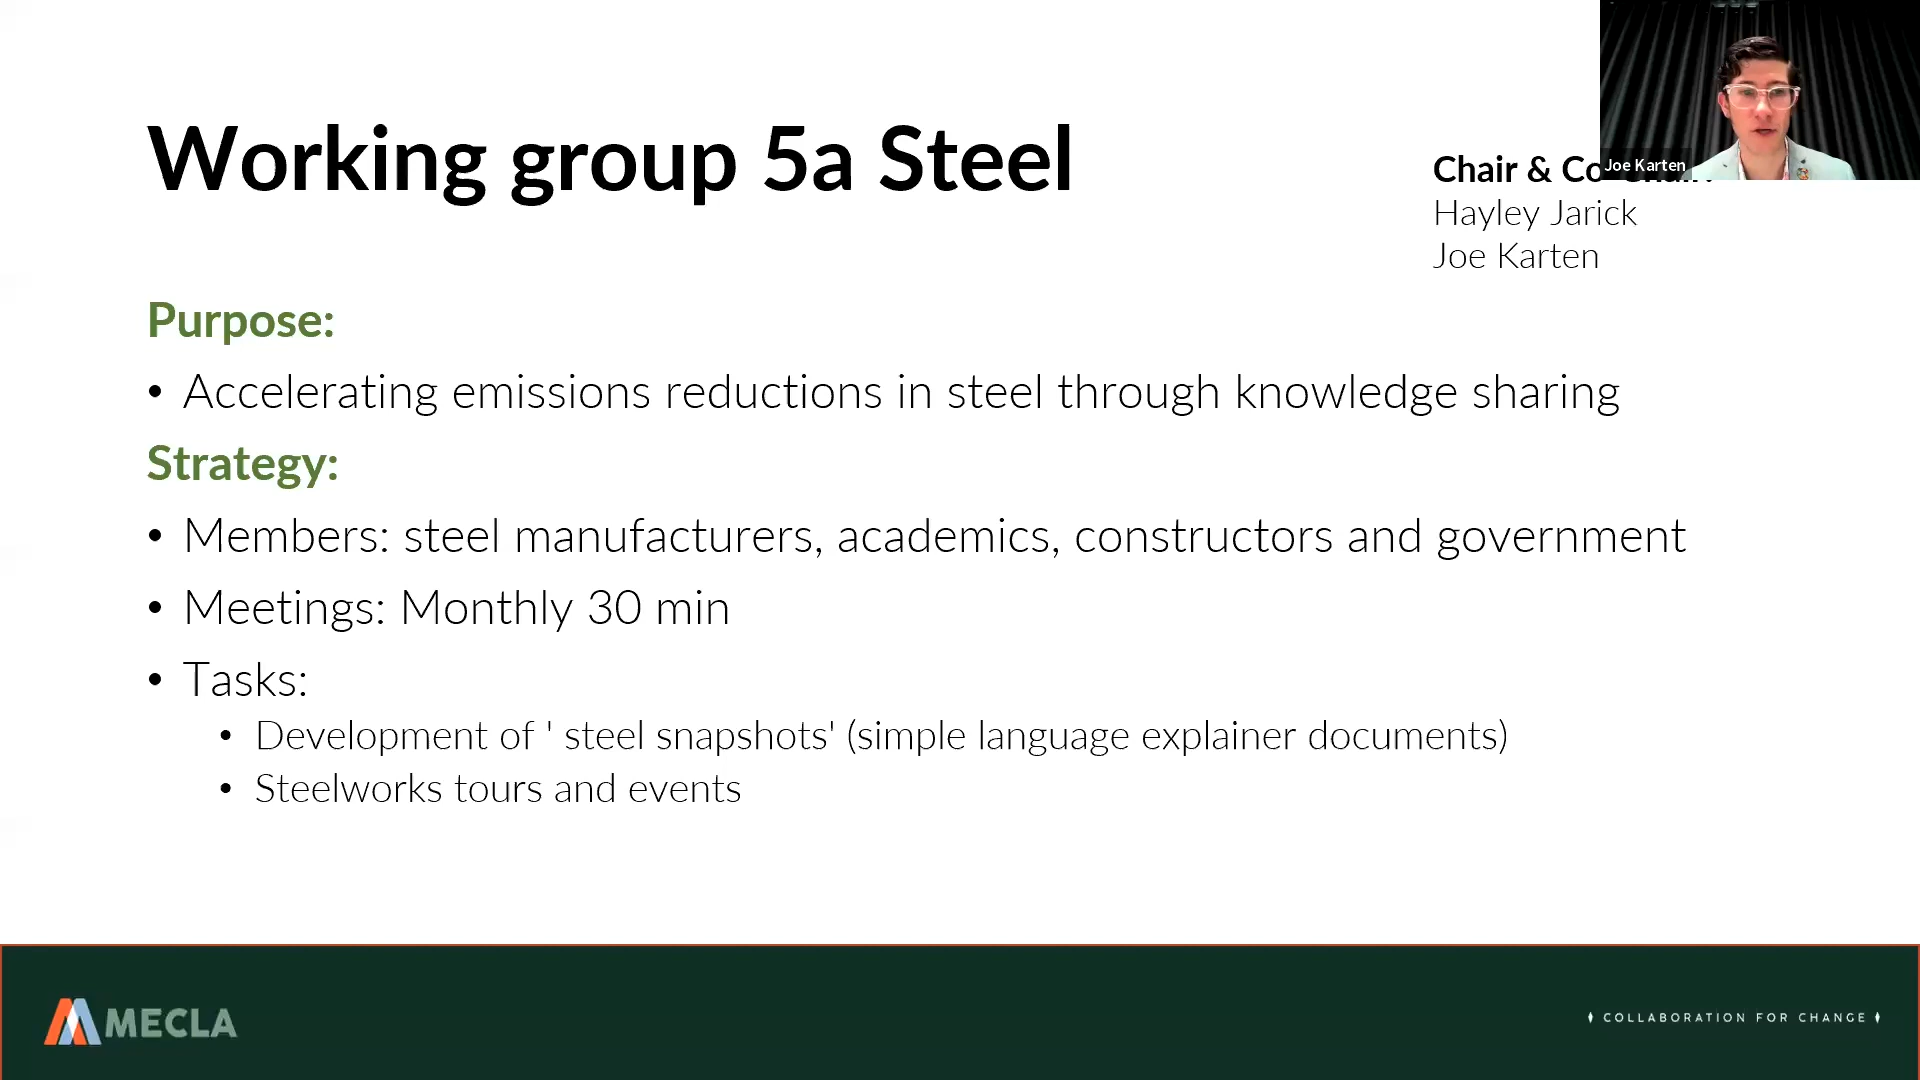 Working group 5a Steel
Chair & Co
Joe Karten
Hayley Jarick
Joe Karten
Purpose:
• Accelerating emissions reductions in steel through knowledge sharing
Strategy:
• Members: steel manufacturers, academics, constructors and government
• Meetings: Monthly 30 min
• Tasks:
• Development of ' steel snapshots' (simple language explainer documents)
• Steelworks tours and events
MECLA
COLLABORATION FOR CHANGE